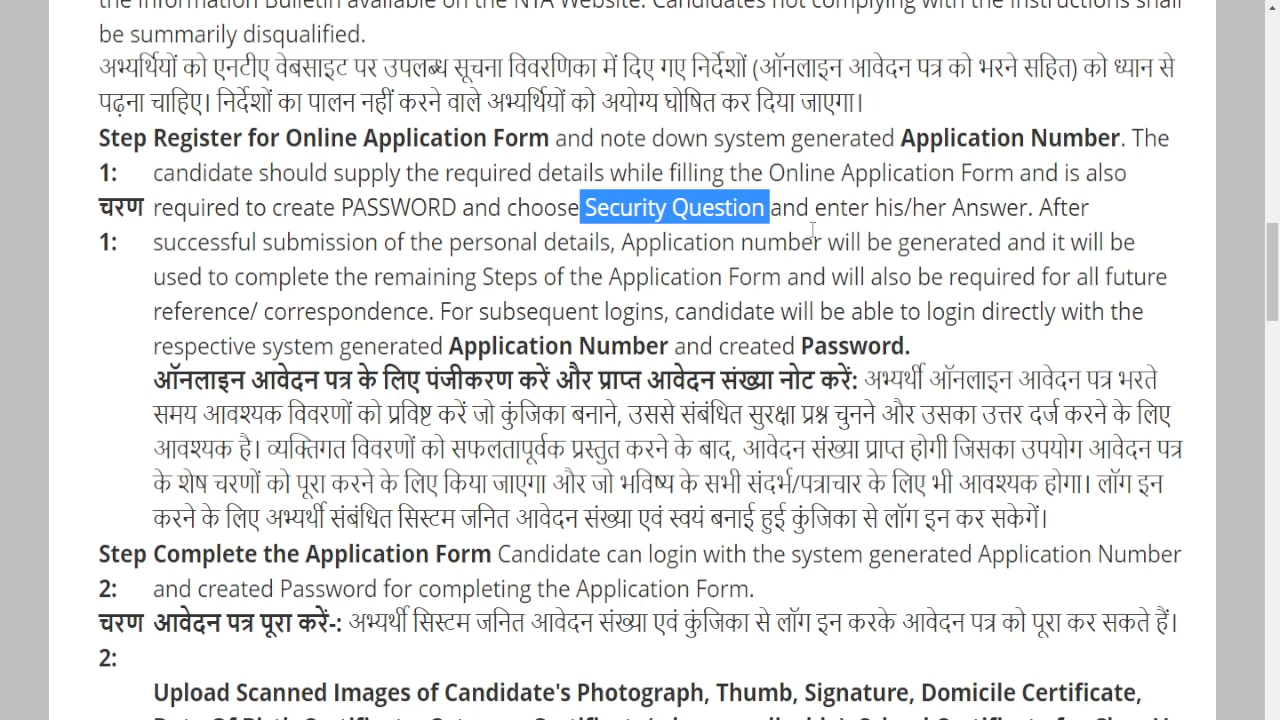 the Information Bulletin available on the NTA Website. Candidates not complying with the instructions shall
be summarily disqualified.
अभ्यर्थियों को एनटीए वेबसाइट पर उपलब्ध सूचना विवरणिका में दिए गए निर्देशों (ऑनलाइन आवेदन पत्र को भरने सहित) को ध्यान से
पढ़ना चाहिए। निर्देशों का पालन नहीं करने वाले अभ्यर्थियों को अयोग्य घोषित कर दिया जाएगा।
Step Register for Online Application Form and note down system generated Application Number. The
1: candidate should supply the required details while filling the Online Application Form and is also
चरण required to create PASSWORD and choose Security Question and enter his/her Answer. After
1: successful submission of the personal details, Application number will be generated and it will be
used to complete the remaining Steps of the Application Form and will also be required for all future
reference/ correspondence. For subsequent logins, candidate will be able to login directly with the
respective system generated Application Number and created Password.
ऑनलाइन आवेदन पत्र के लिए पंजीकरण करें और प्राप्त आवेदन संख्या नोट करें: अभ्यर्थी ऑनलाइन आवेदन पत्र भरते
समय आवश्यक विवरणों को प्रविष्ट करें जो कुंजिका बनाने, उससे संबंधित सुरक्षा प्रश्न चुनने और उसका उत्तर दर्ज करने के लिए
आवश्यक है। व्यक्तिगत विवरणों को सफलतापूर्वक प्रस्तुत करने के बाद, आवेदन संख्या प्राप्त होगी जिसका उपयोग आवेदन पत्र
के शेष चरणों को पूरा करने के लिए किया जाएगा और जो भविष्य के सभी संदर्भ/पत्राचार के लिए भी आवश्यक होगा। लॉग इन
करने के लिए अभ्यर्थी संबंधित सिस्टम जनित आवेदन संख्या एवं स्वयं बनाई हुई कुंजिका से लॉग इन कर सकेगें।
Step Complete the Application Form Candidate can login with the system generated Application Number
2: and created Password for completing the Application Form.
चरण आवेदन पत्र पूरा करें-: अभ्यर्थी सिस्टम जनित आवेदन संख्या एवं कुंजिका से लॉग इन करके आवेदन पत्र को पूरा कर सकते हैं।
2:
Upload Scanned Images of Candidate's Photograph, Thumb, Signature, Domicile Certificate,